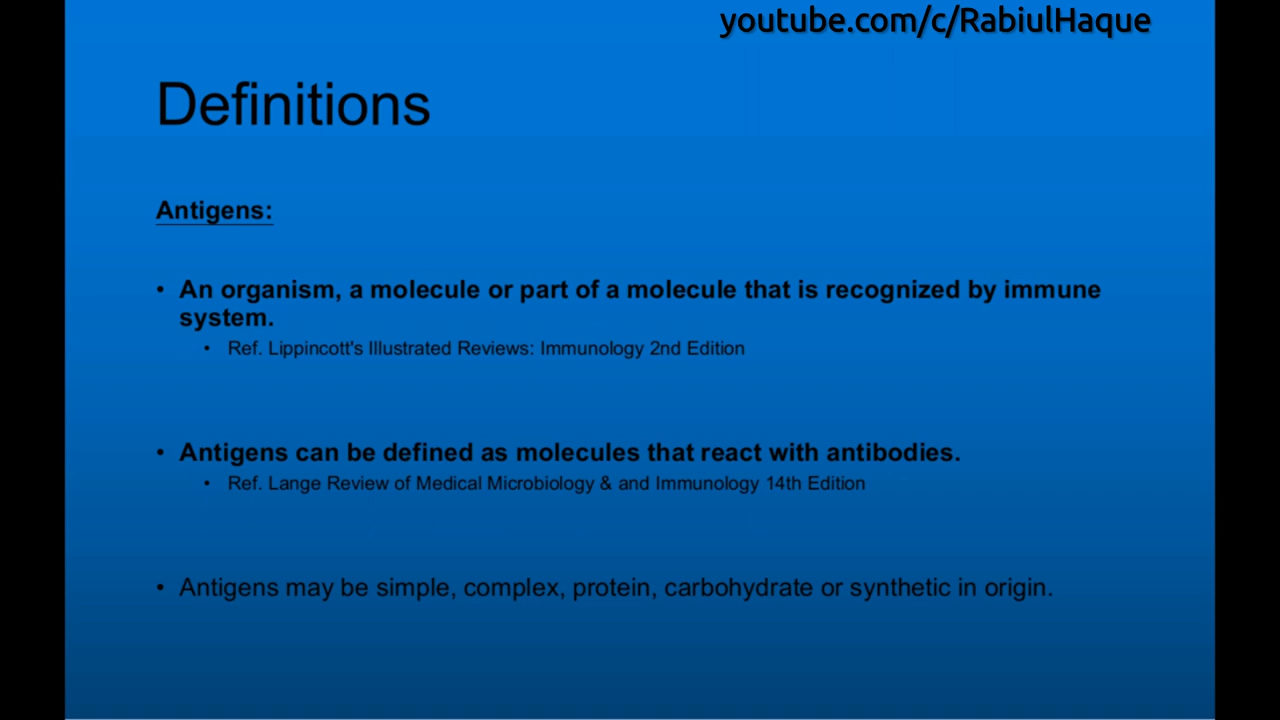 youtube.com/c/RabiulHaque
Definitions
Antigens:
• An organism, a molecule or part of a molecule that is recognized by immune
system.
• Ref. Lippincott's Illustrated Reviews: Immunology 2nd Edition
• Antigens can be defined as molecules that react with antibodies.
• Ref. Lange Review of Medical Microbiology & and Immunology 14th Edition
• Antigens may be simple, complex, protein, carbohydrate or synthetic in origin.